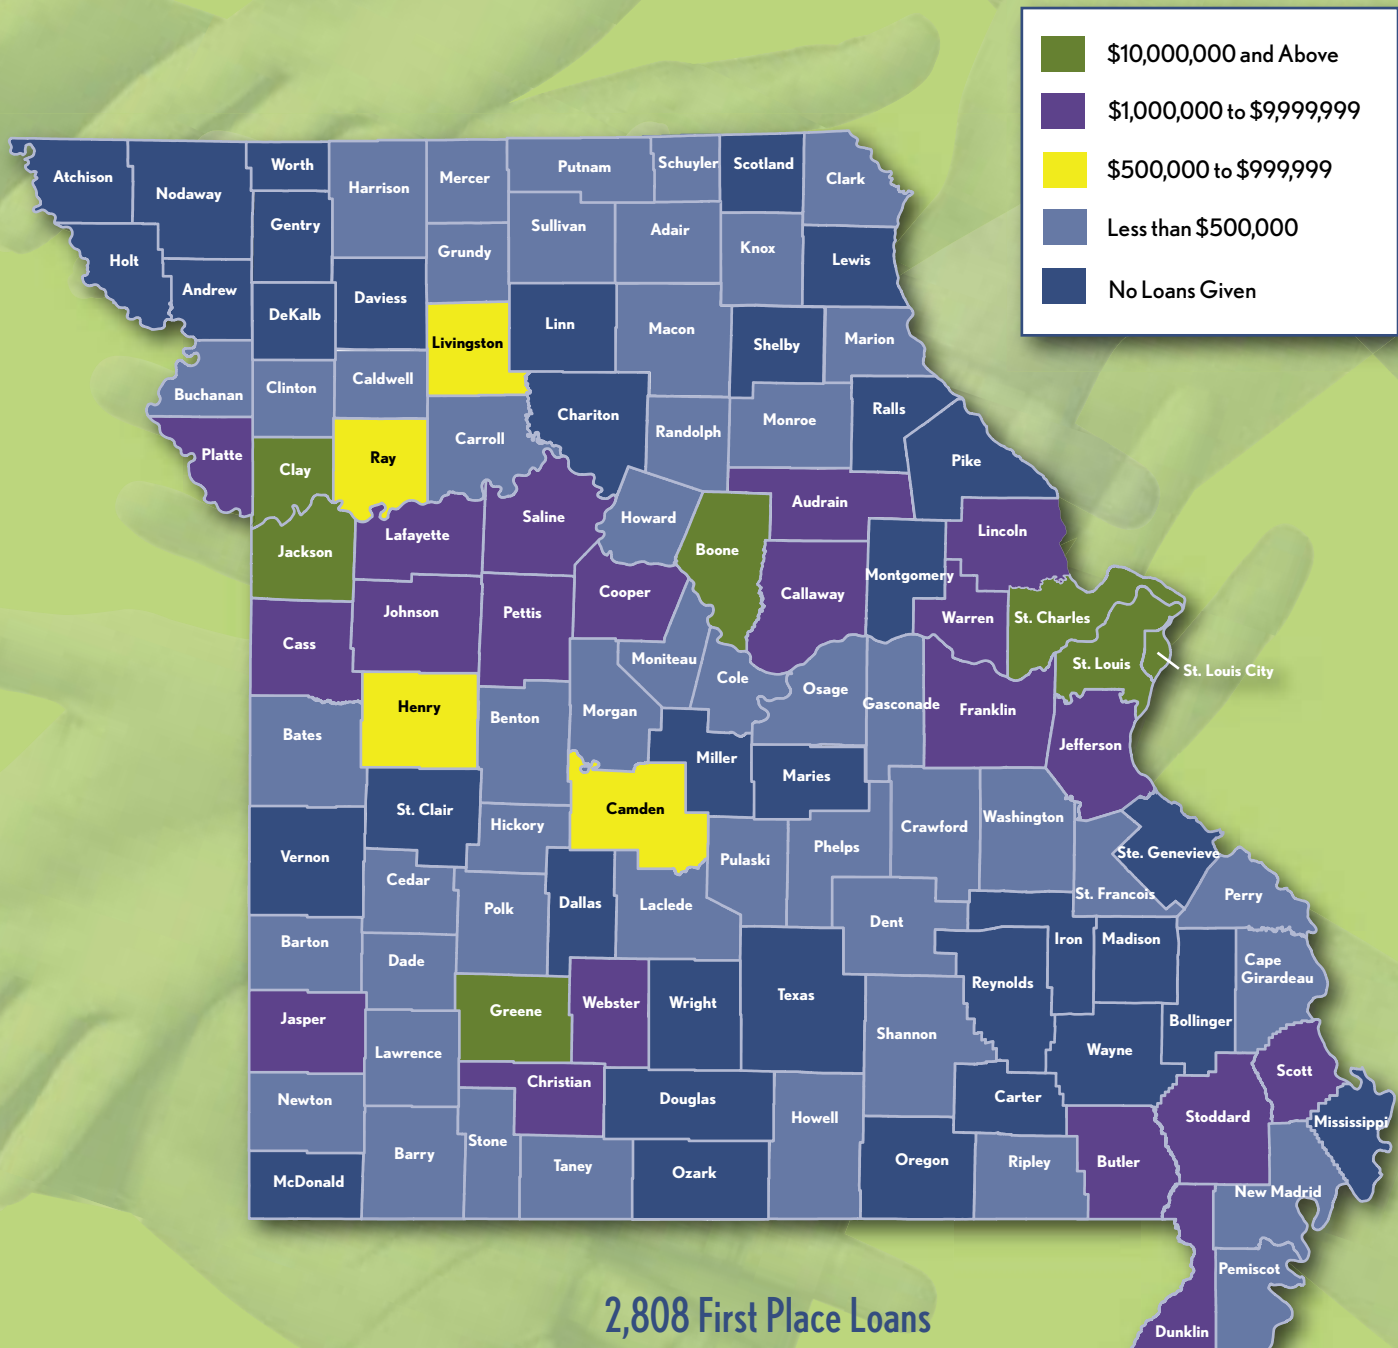 $10,000,000 and Above
$1,000,000 to $9,999,999
$500,000 to $999,999
Less than $500,000
No Loans Given
Atchison
Nodaway
Worth
Harrison
Mercer
Putnam
Schuyler
Scotland
Clark
Gentry
Holt
Andrew
Grundy
Sullivan
Adair
Knox
Lewis
DeKalb
Daviess
Livingston
Linn
Macon
Shelby
Marion
Buchanan
Clinton
Caldwell
Chariton
Randolph
Monroe
Ralls
Carroll
Platte
Clay
Ray
Pike
Audrain
Lincoln
Jackson
Lafayette
Saline
Howard
Boone
Callaway
Montgomery
Warren
St. Charles
St. Louis
St. Louis City
Cass
Johnson
Pettis
Cooper
Moniteau
Cole
Osage
Gasconade
Franklin
Jefferson
Bates
Henry
Benton
Morgan
Miller
Maries
St. Clair
Hickory
Camden
Pulaski
Phelps
Crawford
Washington
Ste. Genevieve
St. Francois
Perry
Vernon
Cedar
Polk
Dallas
Laclede
Dent
Iron
Madison
Barton
Dade
Reynolds
Cape
Girardeau
Bollinger
Jasper
Lawrence
Greene
Webster
Wright
Texas
Shannon
Wayne
Scott
Newton
Christian
Douglas
Howell
Carter
Stoddard
Mississippi
McDonald
Barry
Stone
Taney
Ozark
Oregon
Ripley
Butler
New Madrid
Pemiscot
Dunklin
2,808 First Place Loans